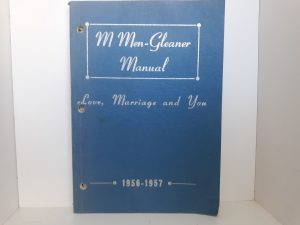 M Men-Gleaner
Manual
Love, Marriage and You
1956-1957